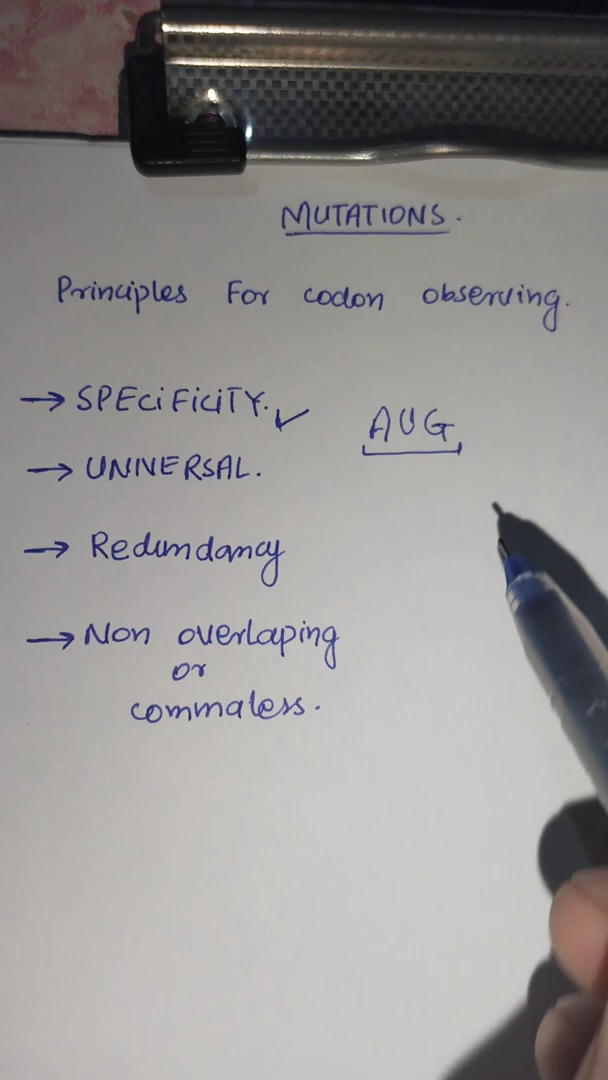 MUTATIONS.
Principles For codon observing.
→ SPECiFiCiTY. ✓
AUG
→ UNIVERSAL.
→ Redundancy
→ Non overlaping
or
commaless.